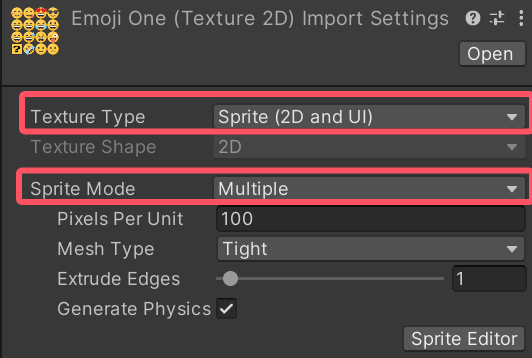 Emoji One (Texture 2D) Import Settings
Open
Texture Type Sprite (2D and UI)
Texture Shape 2D
Sprite Mode Multiple
Pixels Per Unit 100
Mesh Type Tight
Extrude Edges 1
Generate Physics
Sprite Editor